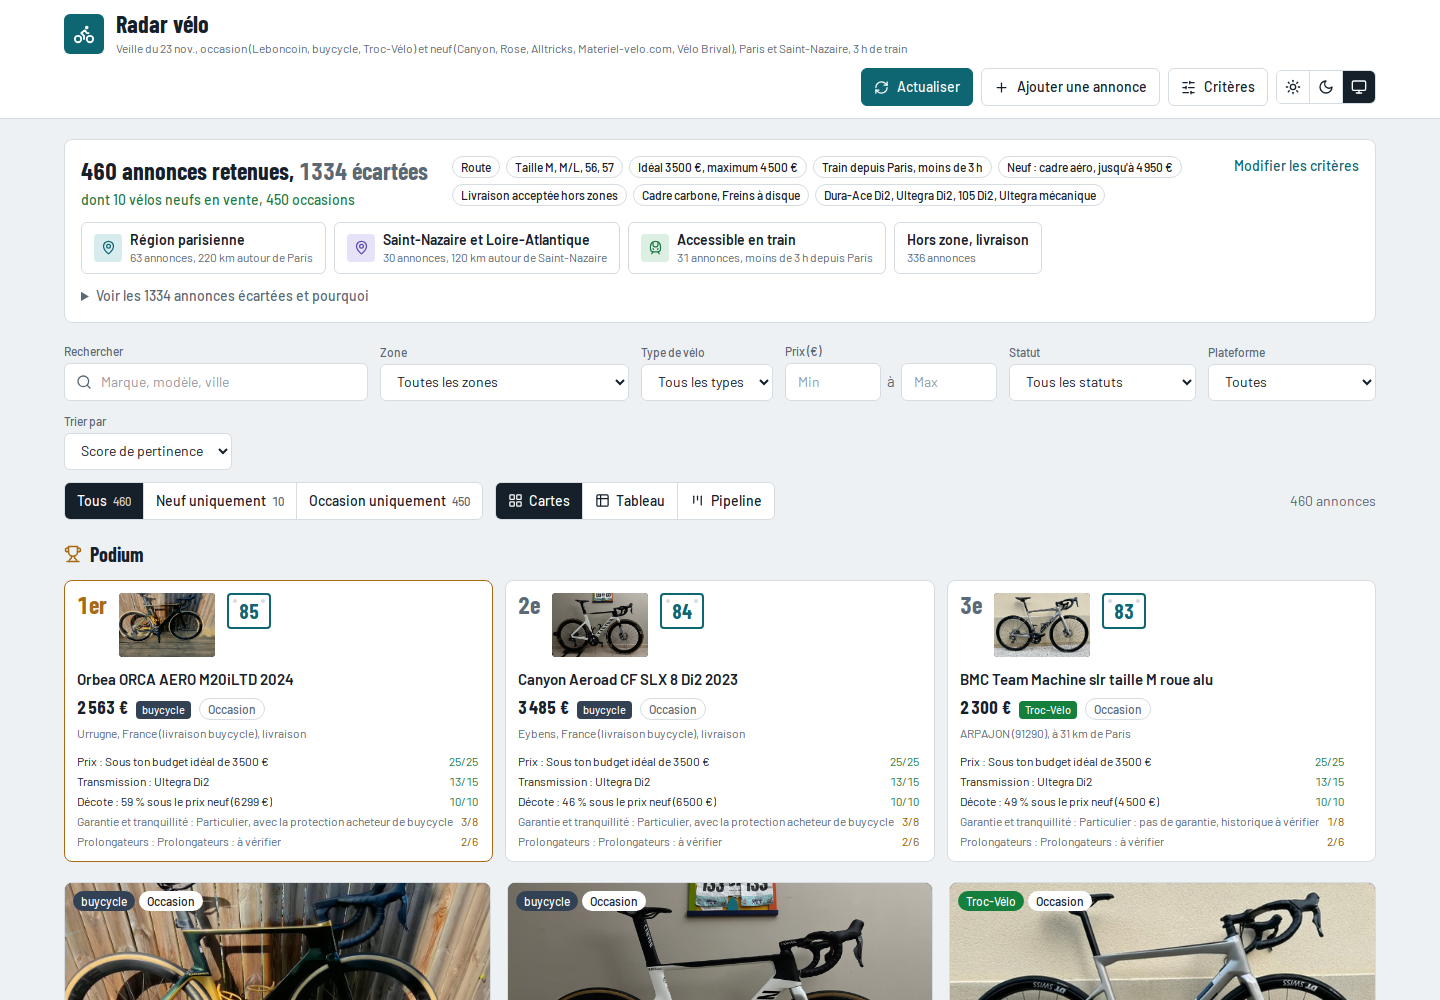 Radar vélo
Veille du 23 nov., occasion (Leboncoin, buycycle, Troc-Vélo) et neuf (Canyon, Rose, Alltricks, Materiel-velo.com, Vélo Brival), Paris et Saint-Nazaire, 3 h de train
Actualiser
Ajouter une annonce
Critères
460 annonces retenues, 1334 écartées
dont 10 vélos neufs en vente, 450 occasions
Route
Taille M, M/L, 56, 57
Idéal 3500 €, maximum 4500 €
Train depuis Paris, moins de 3 h
Neuf : cadre aéro, jusqu'à 4950 €
Livraison acceptée hors zones
Cadre carbone, Freins à disque
Dura-Ace Di2, Ultegra Di2, 105 Di2, Ultegra mécanique
Modifier les critères
Région parisienne
63 annonces, 220 km autour de Paris
Saint-Nazaire et Loire-Atlantique
30 annonces, 120 km autour de Saint-Nazaire
Accessible en train
31 annonces, moins de 3 h depuis Paris
Hors zone, livraison
336 annonces
Voir les 1334 annonces écartées et pourquoi
Rechercher
Marque, modèle, ville
Zone
Toutes les zones
Type de vélo
Tous les types
Prix (€)
Min à Max
Statut
Tous les statuts
Plateforme
Toutes
Trier par
Score de pertinence
Tous 460
Neuf uniquement 10
Occasion uniquement 450
Cartes
Tableau
Pipeline
460 annonces
Podium
1er
85
Orbea ORCA AERO M20iLTD 2024
2563 € buycycle Occasion
Urrugne, France (livraison buycycle), livraison
Prix : Sous ton budget idéal de 3500 € 25/25
Transmission : Ultegra Di2 13/15
Décote : 59 % sous le prix neuf (6299 €) 10/10
Garantie et tranquillité : Particulier, avec la protection acheteur de buycycle 3/8
Prolongateurs : Prolongateurs : à vérifier 2/6
2e
84
Canyon Aeroad CF SLX 8 Di2 2023
3485 € buycycle Occasion
Eybens, France (livraison buycycle), livraison
Prix : Sous ton budget idéal de 3500 € 25/25
Transmission : Ultegra Di2 13/15
Décote : 46 % sous le prix neuf (6500 €) 10/10
Garantie et tranquillité : Particulier, avec la protection acheteur de buycycle 3/8
Prolongateurs : Prolongateurs : à vérifier 2/6
3e
83
BMC Team Machine slr taille M roue alu
2300 € Troc-Vélo Occasion
ARPAJON (91290), à 31 km de Paris
Prix : Sous ton budget idéal de 3500 € 25/25
Transmission : Ultegra Di2 13/15
Décote : 49 % sous le prix neuf (4500 €) 10/10
Garantie et tranquillité : Particulier : pas de garantie, historique à vérifier 1/8
Prolongateurs : Prolongateurs : à vérifier 2/6
buycycle Occasion
buycycle Occasion
Troc-Vélo Occasion